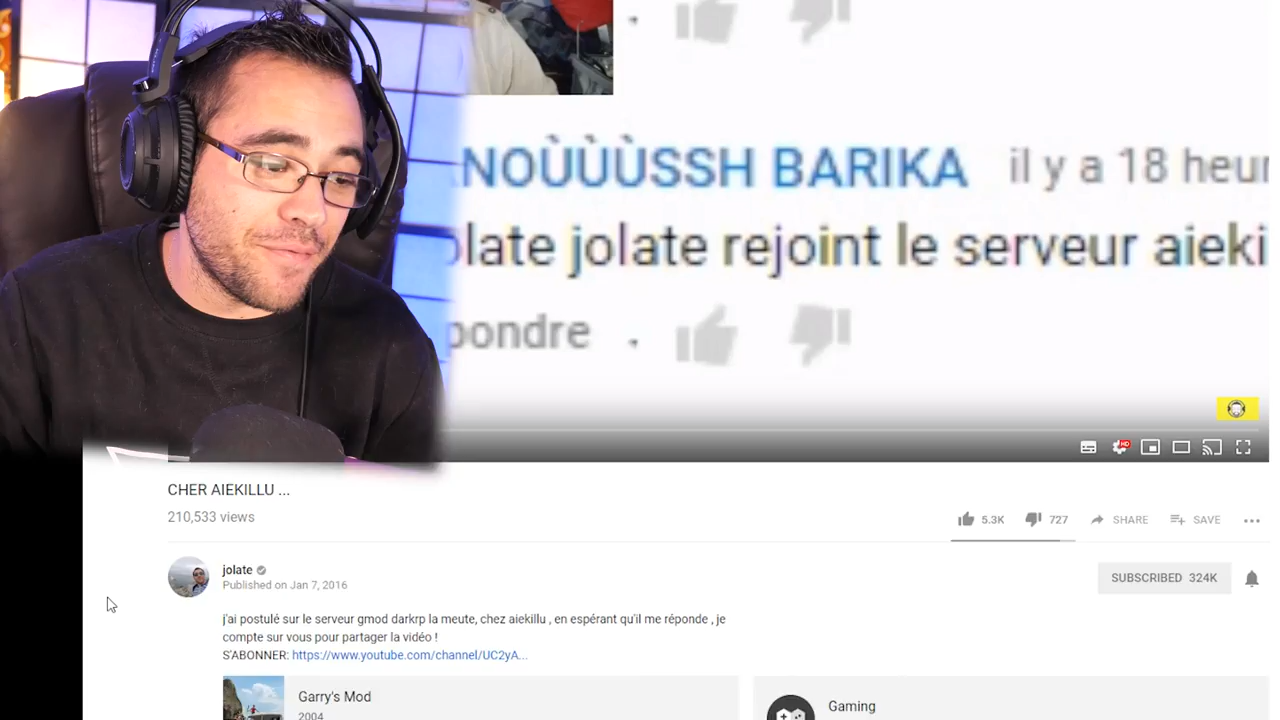 NOÙÙÙSSH BARIKA il y a 18 heur
olate jolate rejoint le serveur aieki
pondre
HD
CHER AIEKILLU ...
210,533 views
5.3K 727 SHARE SAVE
jolate
Published on Jan 7, 2016
SUBSCRIBED 324K
j'ai postulé sur le serveur gmod darkrp la meute, chez aiekillu , en espérant qu'il me réponde , je
compte sur vous pour partager la vidéo !
S'ABONNER: https://www.youtube.com/channel/UC2yA...
Garry's Mod
2004
Gaming